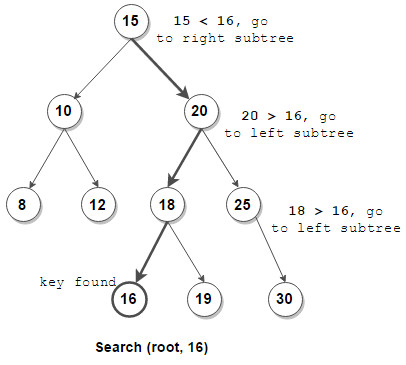 15
15 < 16, go
to right subtree
10
20
20 > 16, go
to left subtree
8
12
18
25
18 > 16, go
to left subtree
key found
16
19
30
Search (root, 16)